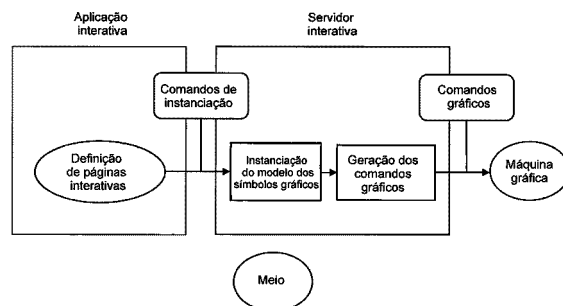 Aplicação
interativa
Servidor
interativa
Comandos de
instanciação
Comandos
gráficos
Definição
de páginas
interativas
Instanciação
do modelo dos
símbolos gráficos
Geração dos
comandos
gráficos
Máquina
gráfica
Meio